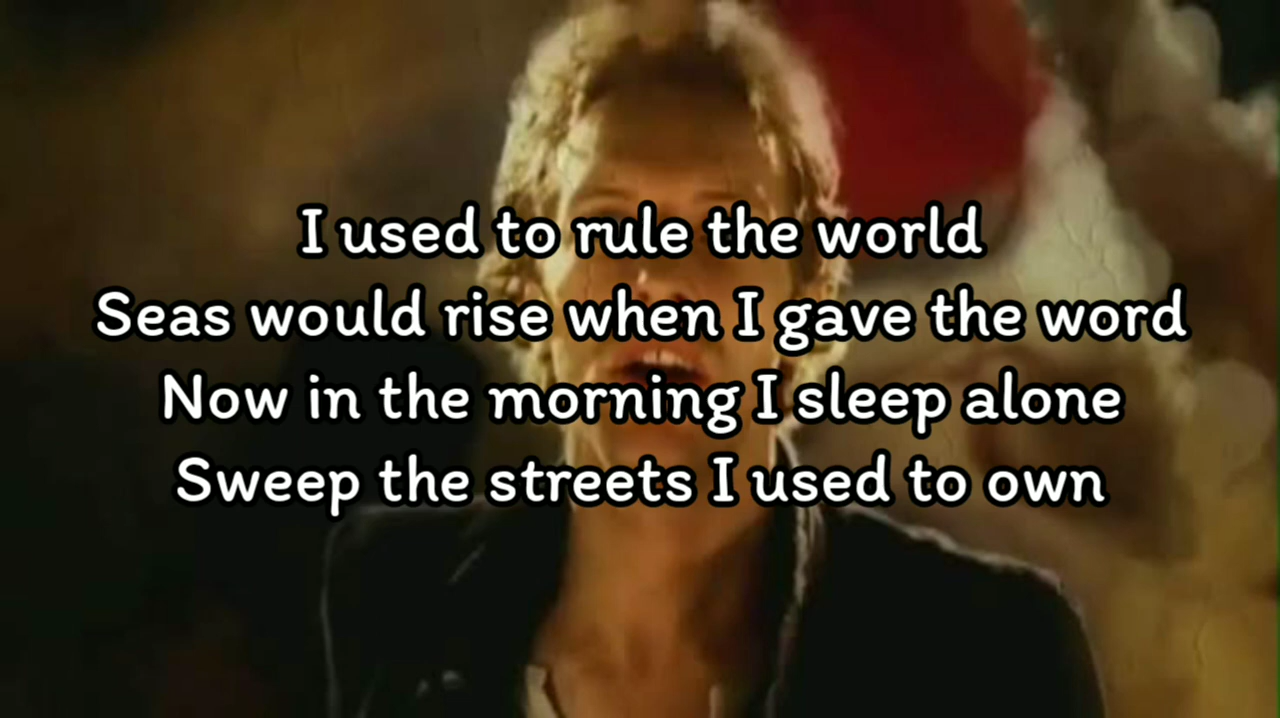 I used to rule the world
Seas would rise when I gave the word
Now in the morning I sleep alone
Sweep the streets I used to own